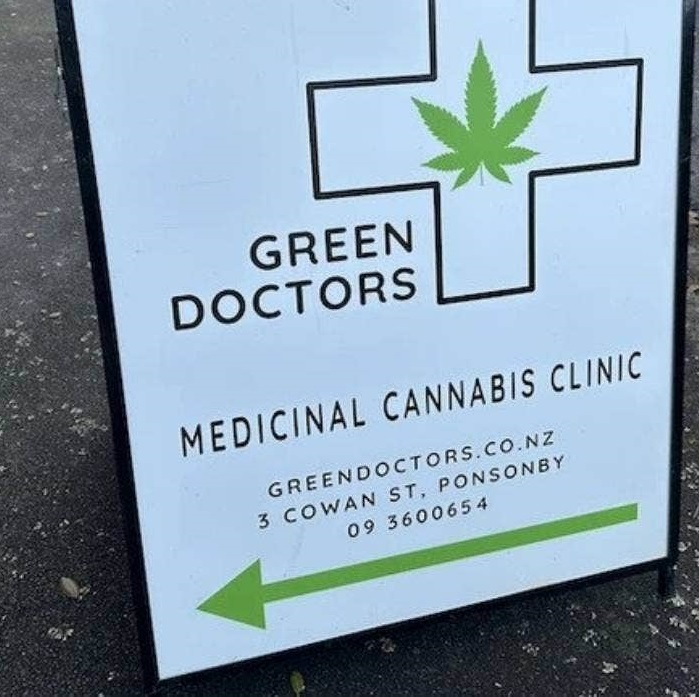 GREEN
DOCTORS
MEDICINAL CANNABIS CLINIC
GREENDOCTORS.CO.NZ
3 COWAN ST, PONSONBY
09 3600654